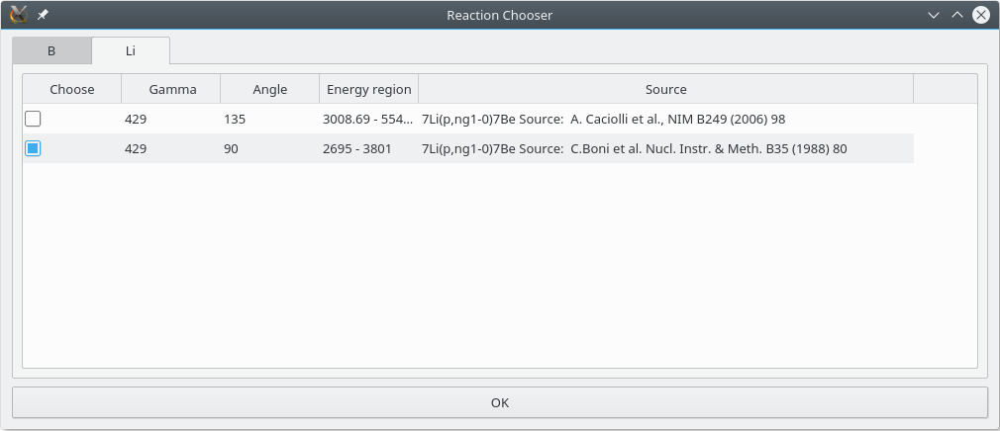 Reaction Chooser
B Li
Choose Gamma Angle Energy region Source
429 135 3008.69 - 554... 7Li(p,ng1-0)7Be Source:  A. Caciolli et al., NIM B249 (2006) 98
429 90 2695 - 3801 7Li(p,ng1-0)7Be Source:  C.Boni et al. Nucl. Instr. & Meth. B35 (1988) 80
OK